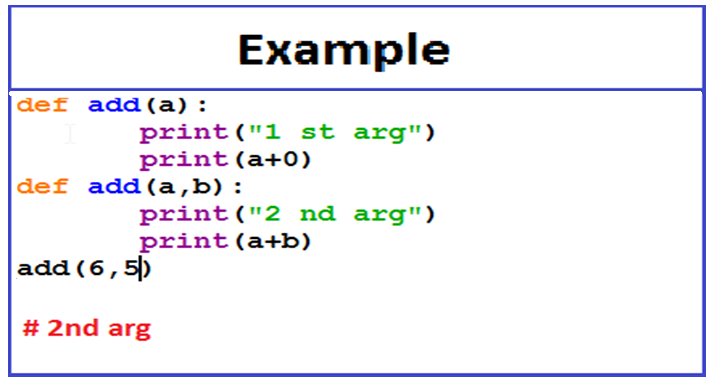 Example
def add(a):
print("1 st arg")
print(a+0)
def add(a,b):
print("2 nd arg")
print(a+b)
add(6,5)
# 2nd arg